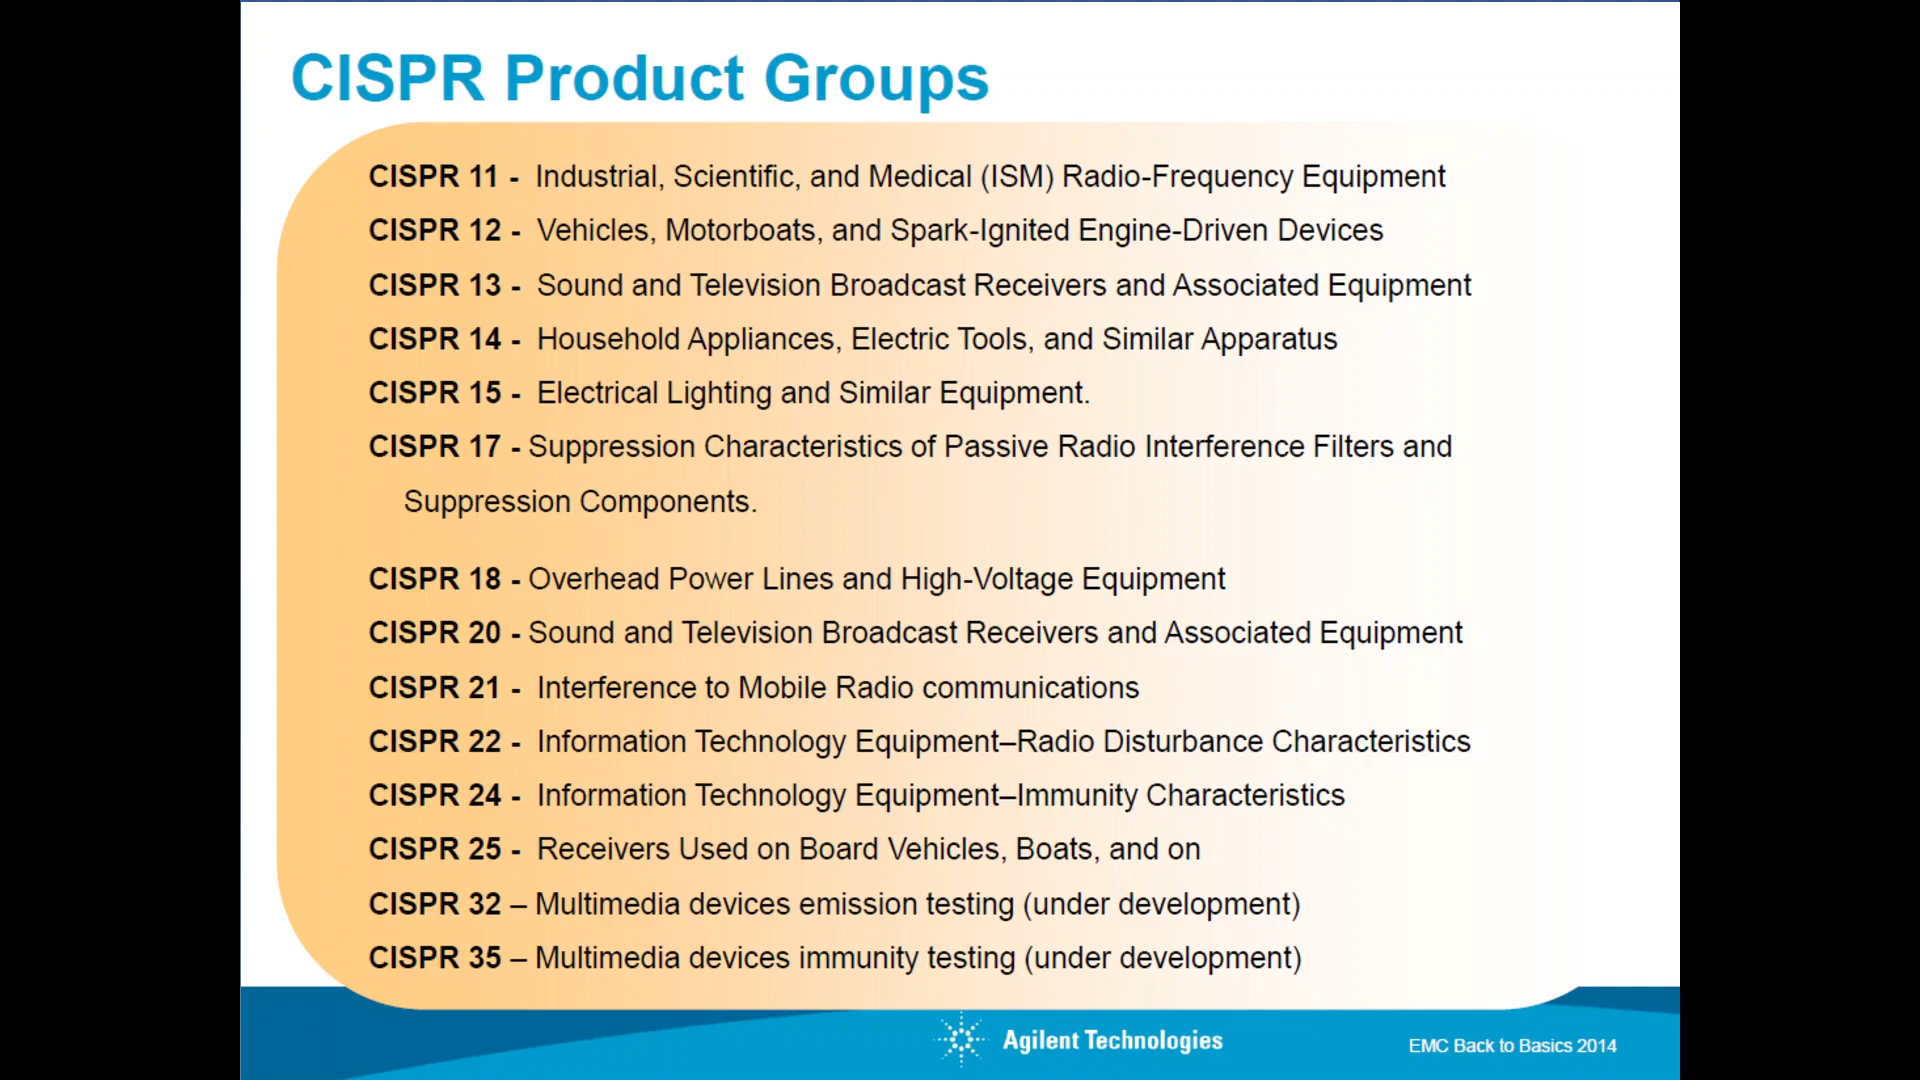 CISPR Product Groups
CISPR 11 - Industrial, Scientific, and Medical (ISM) Radio-Frequency Equipment
CISPR 12 - Vehicles, Motorboats, and Spark-Ignited Engine-Driven Devices
CISPR 13 - Sound and Television Broadcast Receivers and Associated Equipment
CISPR 14 - Household Appliances, Electric Tools, and Similar Apparatus
CISPR 15 - Electrical Lighting and Similar Equipment.
CISPR 17 - Suppression Characteristics of Passive Radio Interference Filters and
Suppression Components.
CISPR 18 - Overhead Power Lines and High-Voltage Equipment
CISPR 20 - Sound and Television Broadcast Receivers and Associated Equipment
CISPR 21 - Interference to Mobile Radio communications
CISPR 22 - Information Technology Equipment–Radio Disturbance Characteristics
CISPR 24 - Information Technology Equipment–Immunity Characteristics
CISPR 25 - Receivers Used on Board Vehicles, Boats, and on
CISPR 32 – Multimedia devices emission testing (under development)
CISPR 35 – Multimedia devices immunity testing (under development)
Agilent Technologies
EMC Back to Basics 2014